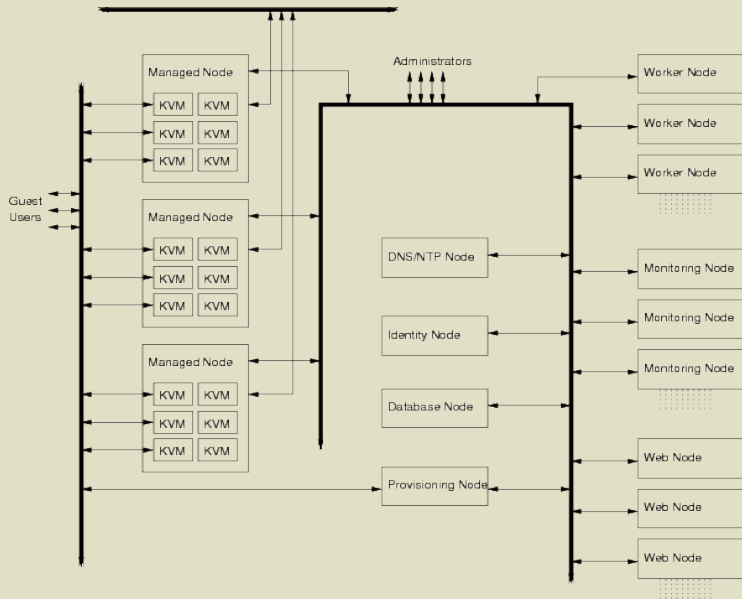 Administrators
Managed Node
KVM KVM
KVM KVM
KVM KVM
Guest
Users
Managed Node
KVM KVM
KVM KVM
KVM KVM
Managed Node
KVM KVM
KVM KVM
KVM KVM
DNS/NTP Node
Identity Node
Database Node
Provisioning Node
Worker Node
Worker Node
Worker Node
Monitoring Node
Monitoring Node
Monitoring Node
Web Node
Web Node
Web Node